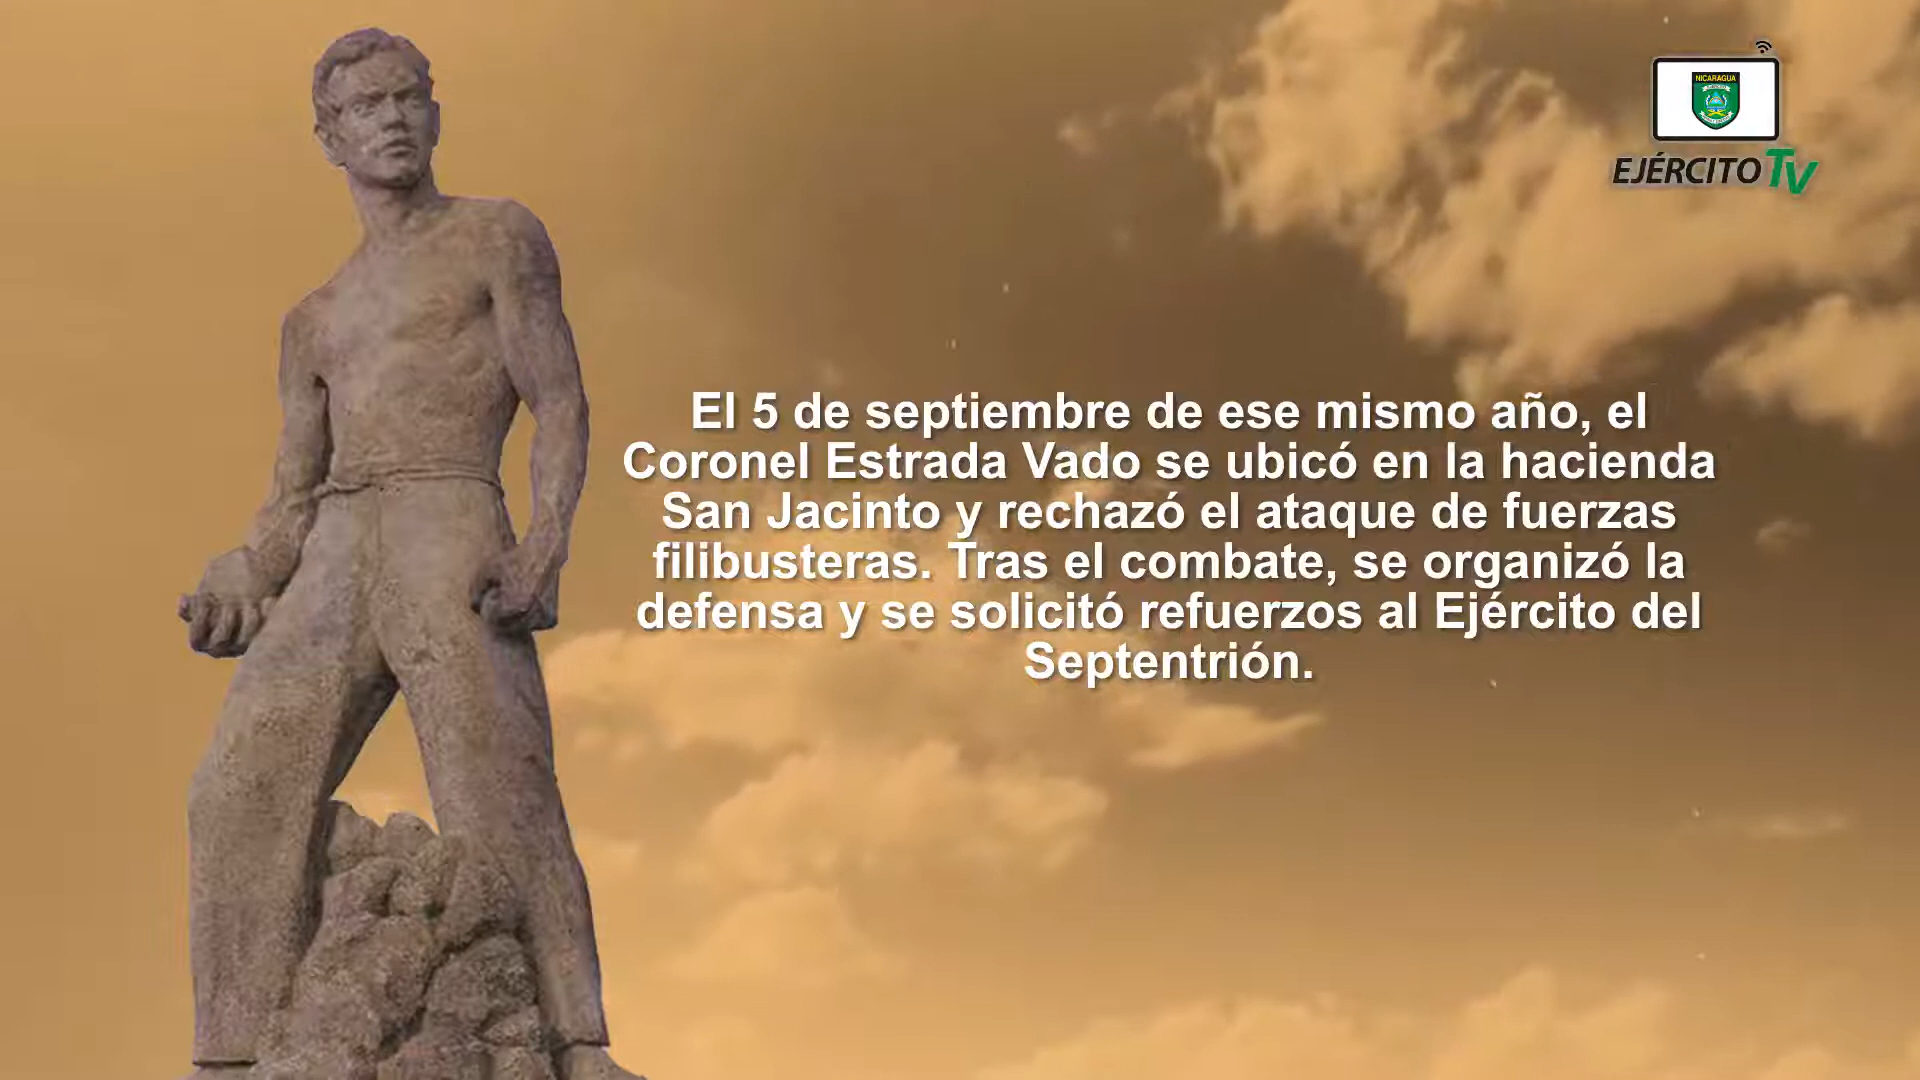 NICARAGUA
EJÉRCITO TV
El 5 de septiembre de ese mismo año, el
Coronel Estrada Vado se ubicó en la hacienda
San Jacinto y rechazó el ataque de fuerzas
filibusteras. Tras el combate, se organizó la
defensa y se solicitó refuerzos al Ejército del
Septentrión.